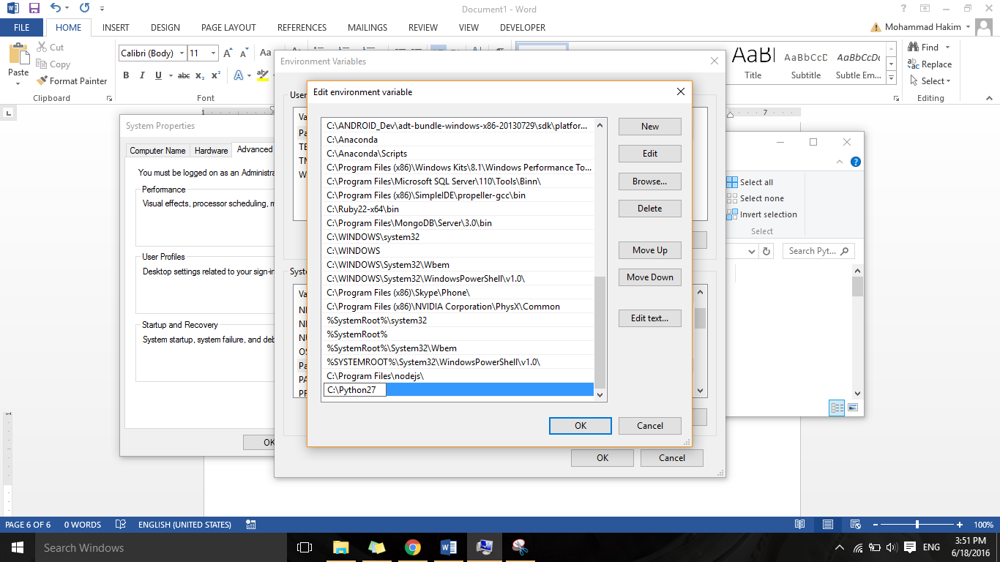 Document1 - Word
FILE HOME INSERT DESIGN PAGE LAYOUT REFERENCES MAILINGS REVIEW VIEW DEVELOPER
Mohammad Hakim
Paste
Cut
Copy
Format Painter
Clipboard
Calibri (Body) 11
Aa
B I U abc x₂ x²
Font
AaBl AaBbCcD AaBbCcDc
Title Subtitle Subtle Em...
Find
Replace
Select
Editing
1 7
System Properties
Computer Name Hardware Advanced
You must be logged on as an Administra
Performance
Visual effects, processor scheduling, m
User Profiles
Desktop settings related to your sign-in
Startup and Recovery
System startup, system failure, and deb
OK
Environment Variables
User
Va
Pa
TE
TM
W
Syst
Va
NU
OS
Pa
PA
PF
OK Cancel
Edit environment variable
C:\ANDROID_Dev\adt-bundle-windows-x86-20130729\sdk\platfor...
C:\Anaconda
C:\Anaconda\Scripts
C:\Program Files (x86)\Windows Kits\8.1\Windows Performance To...
C:\Program Files\Microsoft SQL Server\110\Tools\Binn\
C:\Program Files (x86)\SimpleIDE\propeller-gcc\bin
C:\Ruby22-x64\bin
C:\Program Files\MongoDB\Server\3.0\bin
C:\WINDOWS\system32
C:\WINDOWS
C:\WINDOWS\System32\Wbem
C:\WINDOWS\System32\WindowsPowerShell\v1.0\
C:\Program Files (x86)\Skype\Phone\
C:\Program Files (x86)\NVIDIA Corporation\PhysX\Common
%SystemRoot%\system32
%SystemRoot%
%SystemRoot%\System32\Wbem
%SYSTEMROOT%\System32\WindowsPowerShell\v1.0\
C:\Program Files\nodejs\
C:\Python27
New
Edit
Browse...
Delete
Move Up
Move Down
Edit text...
OK Cancel
Select all
Select none
Invert selection
Select
Search Pyt...
PAGE 6 OF 6 0 WORDS ENGLISH (UNITED STATES) 100%
Search Windows
ENG
3:51 PM
6/18/2016